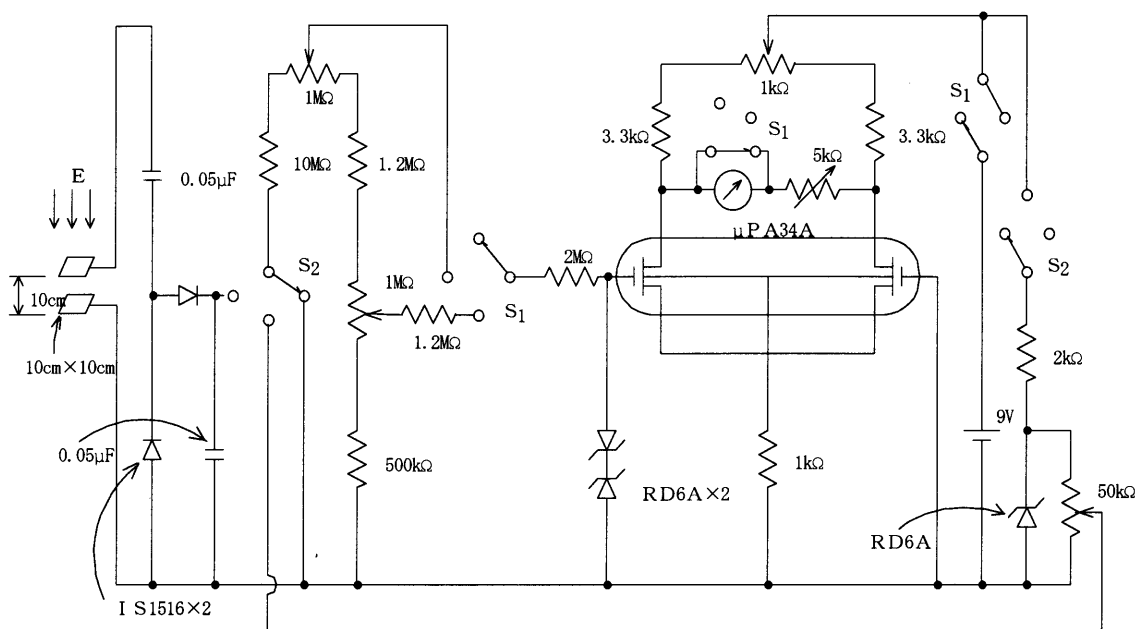 1kΩ
1MΩ
S1
S1
3.3kΩ
3.3kΩ
5kΩ
10MΩ
1.2MΩ
0.05μF
E
μPA34A
S2
S2
2MΩ
1MΩ
10cm
S1
1.2MΩ
10cm×10cm
2kΩ
9V
0.05μF
500kΩ
1kΩ
RD6A×2
50kΩ
RD6A
IS1516×2